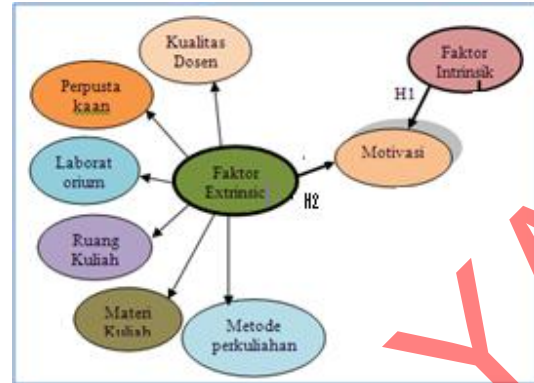 Kualitas
Dosen
Faktor
Intrinsik
Perpusta
kaan
H1
Motivasi
Laborat
orium
Faktor
Extrinsic
H2
Ruang
Kuliah
Materi
Kuliah
Metode
perkuliahan
Y